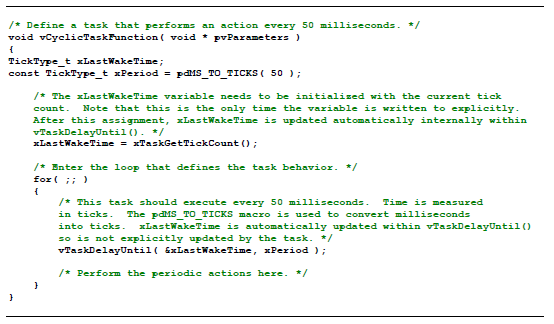 /* Define a task that performs an action every 50 milliseconds. */
void vCyclicTaskFunction( void * pvParameters )
{
TickType_t xLastWakeTime;
const TickType_t xPeriod = pdMS_TO_TICKS( 50 );
/* The xLastWakeTime variable needs to be initialized with the current tick
count.  Note that this is the only time the variable is written to explicitly.
After this assignment, xLastWakeTime is updated automatically internally within
vTaskDelayUntil(). */
xLastWakeTime = xTaskGetTickCount();
/* Enter the loop that defines the task behavior. */
for( ;; )
{
/* This task should execute every 50 milliseconds.  Time is measured
in ticks.  The pdMS_TO_TICKS macro is used to convert milliseconds
into ticks.  xLastWakeTime is automatically updated within vTaskDelayUntil()
so is not explicitly updated by the task. */
vTaskDelayUntil( &xLastWakeTime, xPeriod );
/* Perform the periodic actions here. */
}
}